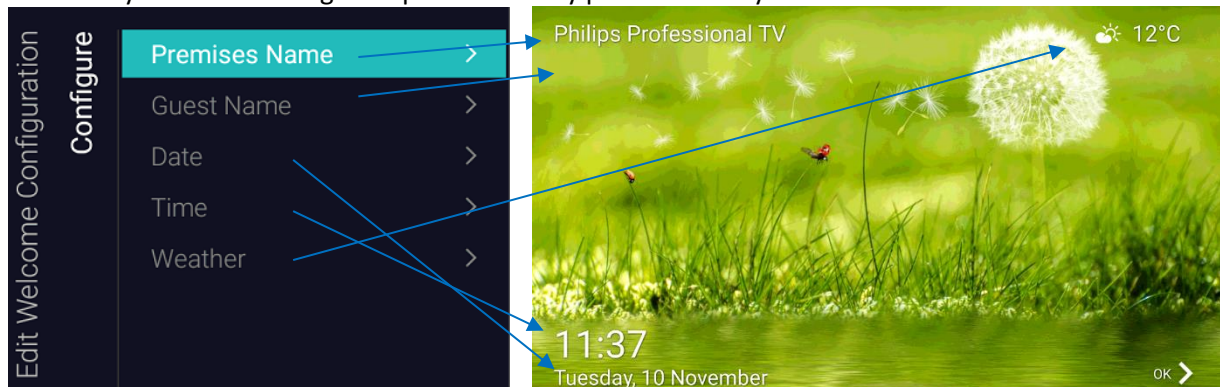 Edit Welcome Configuration
Configure
Premises Name
Guest Name
Date
Time
Weather
Philips Professional TV
12°C
11:37
Tuesday, 10 November
OK